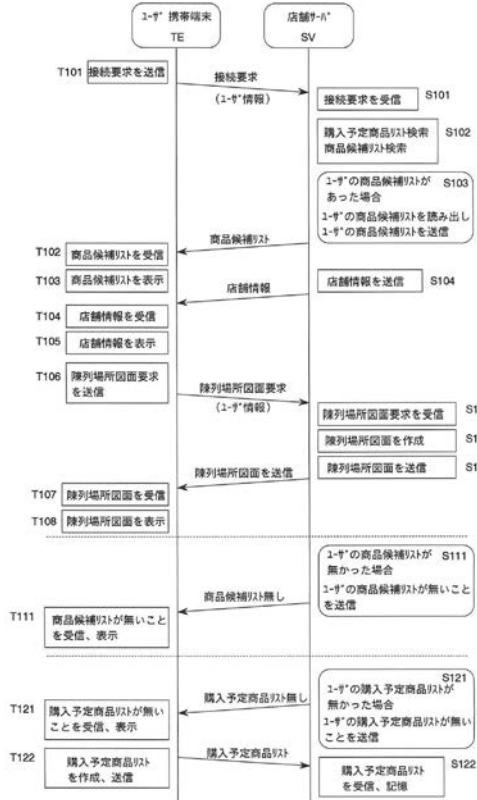 ﾕｰｻﾞ携帯端末
TE
店舗サーバ
SV
T101
接続要求を送信
接続要求
(ﾕｰｻﾞ情報)
接続要求を受信
S101
購入予定商品ﾘｽﾄ検索
商品候補ﾘｽﾄ検索
S102
ﾕｰｻﾞの商品候補ﾘｽﾄが
あった場合
ﾕｰｻﾞの商品候補ﾘｽﾄを読み出し
ﾕｰｻﾞの商品候補ﾘｽﾄを送信
S103
商品候補ﾘｽﾄ
T102
商品候補ﾘｽﾄを受信
T103
商品候補ﾘｽﾄを表示
店舗情報を送信
S104
店舗情報
T104
店舗情報を受信
T105
店舗情報を表示
T106
陳列場所図面要求
を送信
陳列場所図面要求
(ﾕｰｻﾞ情報)
陳列場所図面要求を受信
S1
陳列場所図面を作成
S1
陳列場所図面を送信
S1
陳列場所図面を送信
T107
陳列場所図面を受信
T108
陳列場所図面を表示
ﾕｰｻﾞの商品候補ﾘｽﾄが
無かった場合
ﾕｰｻﾞの商品候補ﾘｽﾄが無いこと
を送信
S111
商品候補ﾘｽﾄ無し
T111
商品候補ﾘｽﾄが無いこと
を受信、表示
S121
ﾕｰｻﾞの購入予定商品ﾘｽﾄが
無かった場合
ﾕｰｻﾞの購入予定商品ﾘｽﾄが無い
ことを送信
購入予定商品ﾘｽﾄ無し
T121
購入予定商品ﾘｽﾄが無い
ことを受信、表示
T122
購入予定商品ﾘｽﾄ
を作成、送信
購入予定商品ﾘｽﾄ
購入予定商品ﾘｽﾄ
を受信、記憶
S122